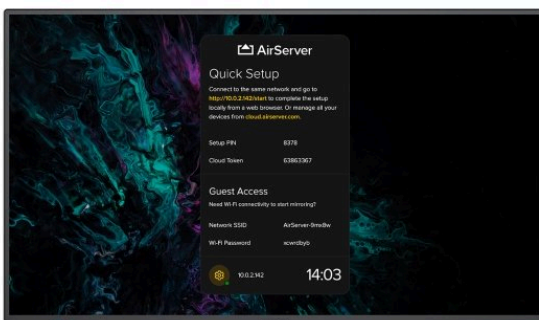 AirServer
Quick Setup
Connect to the same network and go to
http://10.0.2.142/start to complete the setup
locally from a web browser. Or manage all your
devices from cloud.airserver.com.
Setup PIN 8378
Cloud Token 63863367
Guest Access
Need Wi-Fi connectivity to start mirroring?
Network SSID AirServer-9mx8w
Wi-Fi Password xcwrdbyb
10.0.2.142 14:03